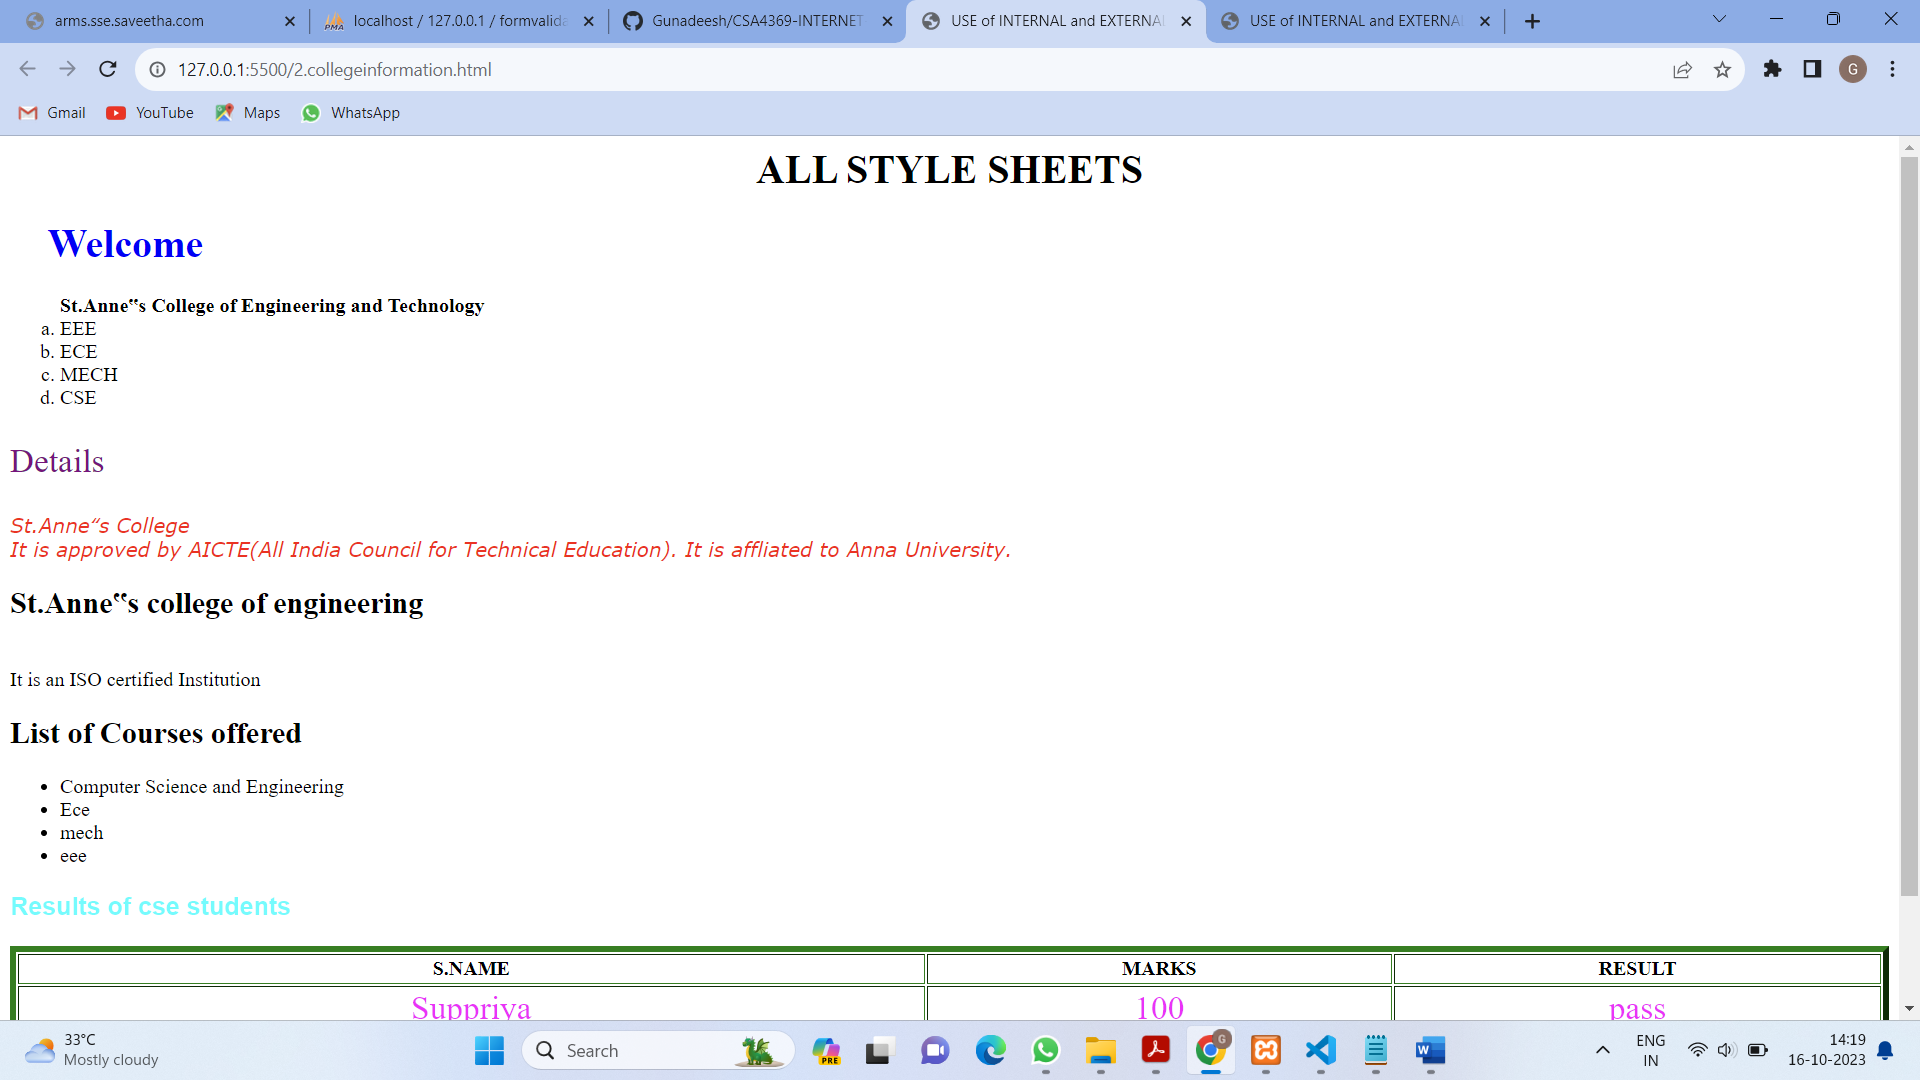 arms.sse.saveetha.com
localhost / 127.0.0.1 / formvalida
Gunadeesh/CSA4369-INTERNET
USE of INTERNAL and EXTERNA
USE of INTERNAL and EXTERNA
127.0.0.1:5500/2.collegeinformation.html
G
Gmail
YouTube
Maps
WhatsApp
ALL STYLE SHEETS
Welcome
St.Anne‟s College of Engineering and Technology
a. EEE
b. ECE
c. MECH
d. CSE
Details
St.Anne‟s College
It is approved by AICTE(All India Council for Technical Education). It is affliated to Anna University.
St.Anne‟s college of engineering
It is an ISO certified Institution
List of Courses offered
• Computer Science and Engineering
• Ece
• mech
• eee
Results of cse students
S.NAME MARKS RESULT
Suppriya 100 pass
33°C
Mostly cloudy
Search
PRE
G
ENG
IN
14:19
16-10-2023